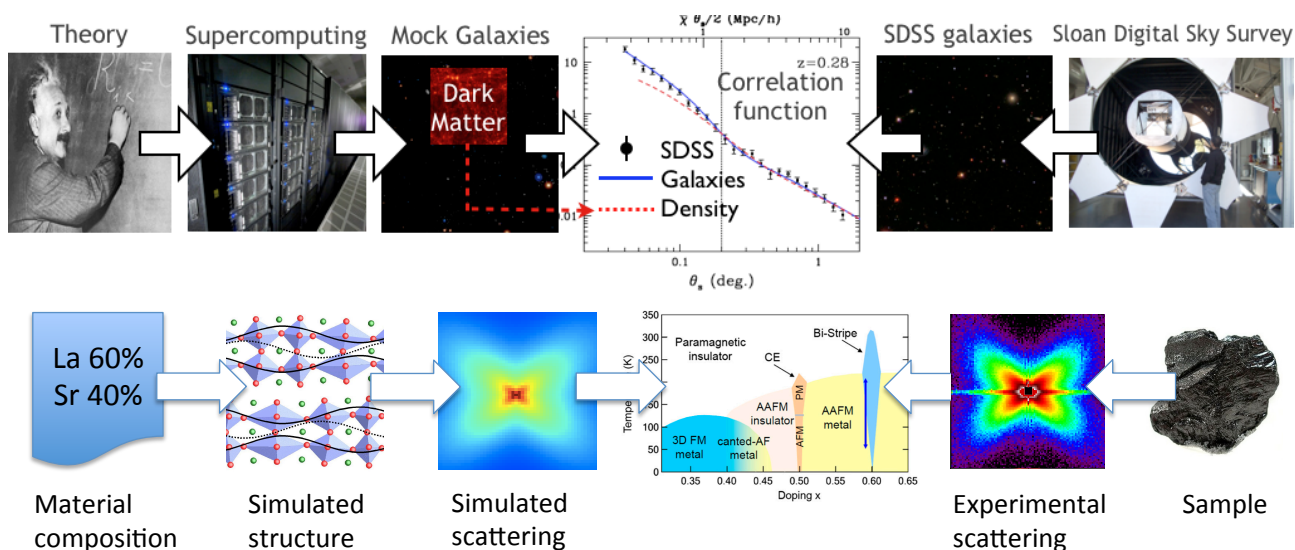 Theory
Supercomputing
Mock Galaxies
Dark
Matter
χ θs/2 (Mpc/h)
1
10
z=0.28
Correlation
function
10
SDSS
Galaxies
Density
.01
0.1
1
θs (deg.)
SDSS galaxies
Sloan Digital Sky Survey
La 60%
Sr 40%
Material
composition
Simulated
structure
Simulated
scattering
350
300
250
100
50
0
(K)
Tempe
Paramagnetic
insulator
CE
Bi-Stripe
PM
AFM
AAFM
insulator
AAFM
metal
3D FM
metal
canted-AF
metal
0.35
0.40
0.45
0.50
0.55
0.60
0.65
Doping x
Experimental
scattering
Sample